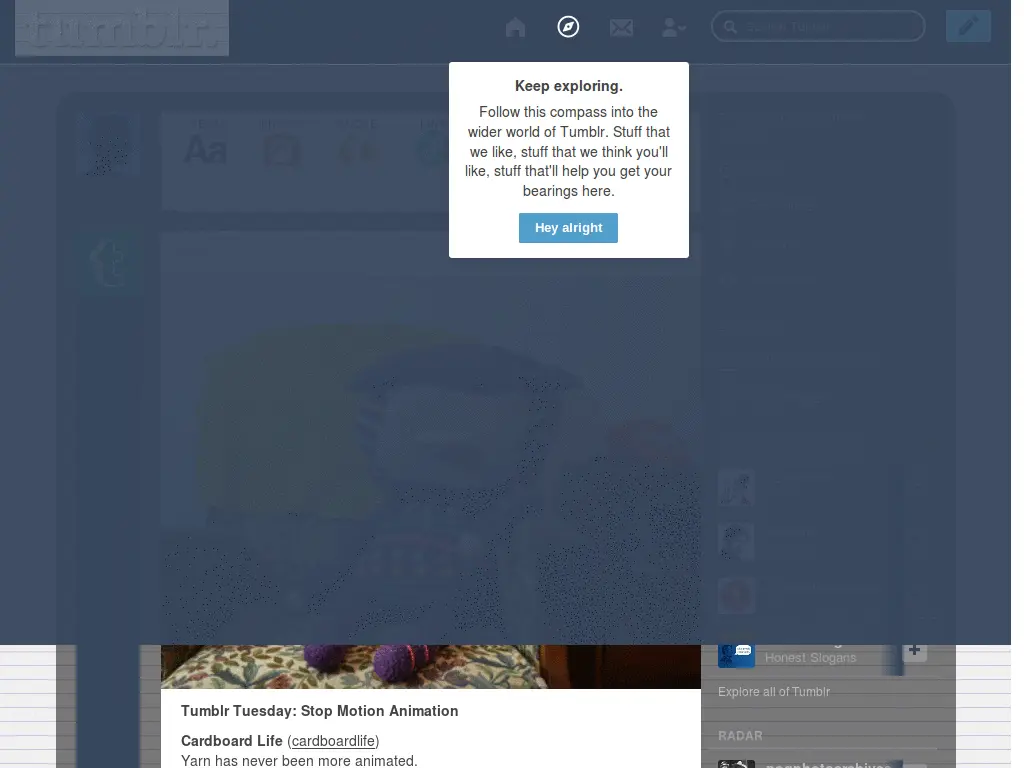 tumblr.
Keep exploring.
Follow this compass into the
wider world of Tumblr. Stuff that
we like, stuff that we think you'll
like, stuff that'll help you get your
bearings here.
Hey alright
Aa
Honest Slogans
Explore all of Tumblr
RADAR
Tumblr Tuesday: Stop Motion Animation
Cardboard Life (cardboardlife)
Yarn has never been more animated.